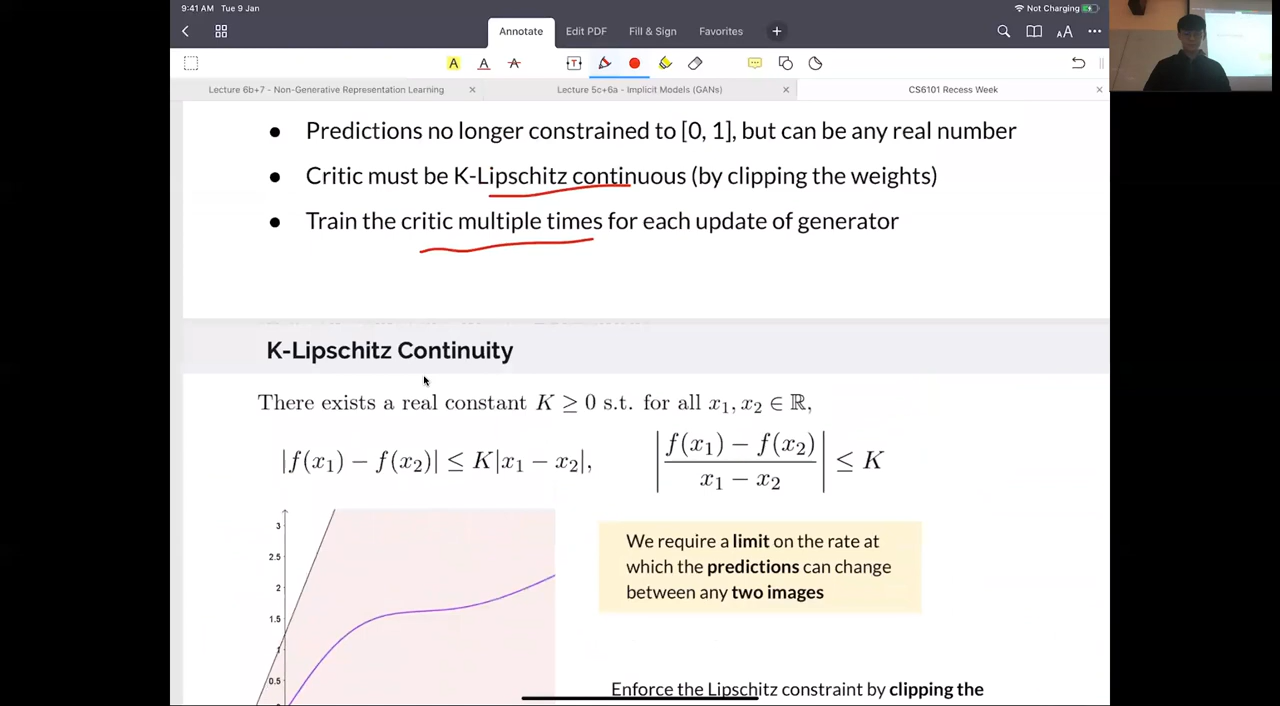 9:41 AM Tue 9 Jan
Not Charging
Annotate
Edit PDF
Fill & Sign
Favorites
Lecture 6b+7 - Non-Generative Representation Learning
Lecture 5c+6a - Implicit Models (GANs)
CS6101 Recess Week
● Predictions no longer constrained to [0, 1], but can be any real number
● Critic must be K-Lipschitz continuous (by clipping the weights)
● Train the critic multiple times for each update of generator
K-Lipschitz Continuity
There exists a real constant K ≥ 0 s.t. for all x₁, x₂ ∈ ℝ,
|f(x₁) − f(x₂)| ≤ K|x₁ − x₂|,
|f(x₁) − f(x₂) / x₁ − x₂| ≤ K
3
2.5
2
1.5
1
0.5
We require a limit on the rate at
which the predictions can change
between any two images
Enforce the Lipschitz constraint by clipping the